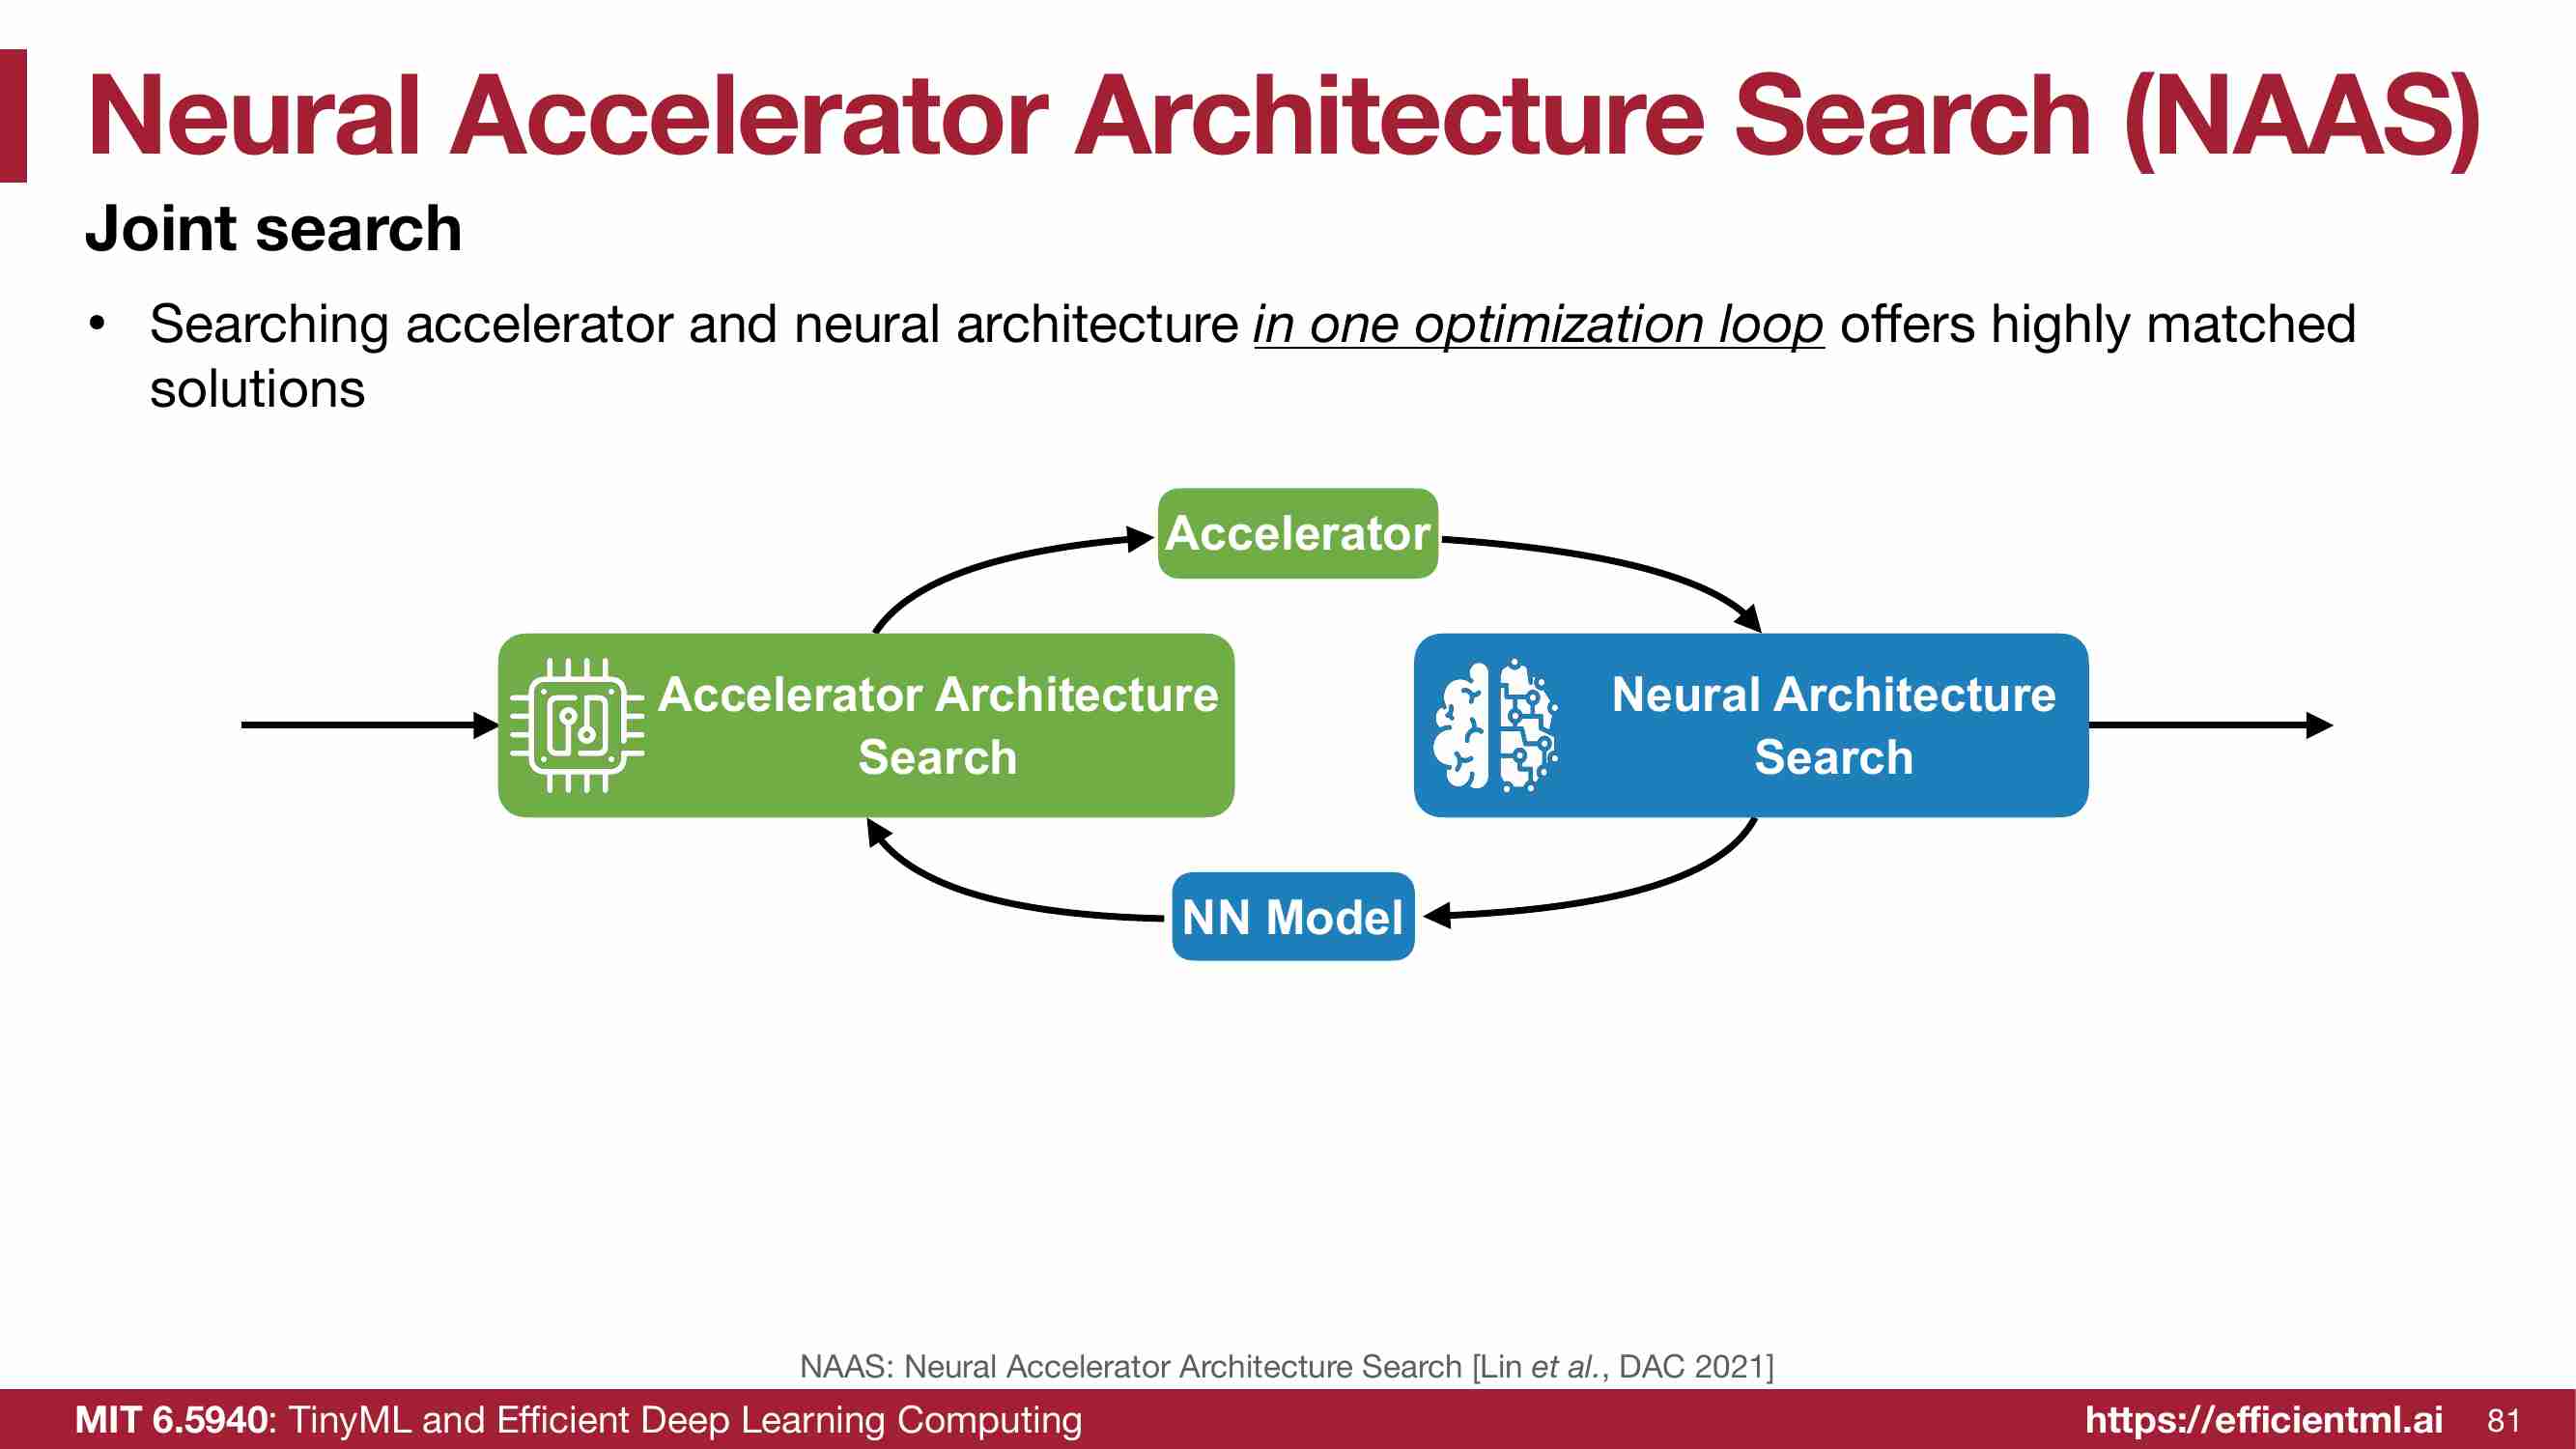 Neural Accelerator Architecture Search (NAAS)
Joint search
• Searching accelerator and neural architecture in one optimization loop offers highly matched
solutions
Accelerator
Accelerator Architecture
Search
Neural Architecture
Search
NN Model
NAAS: Neural Accelerator Architecture Search [Lin et al., DAC 2021]
MIT 6.5940: TinyML and Efficient Deep Learning Computing
https://efficientml.ai 81